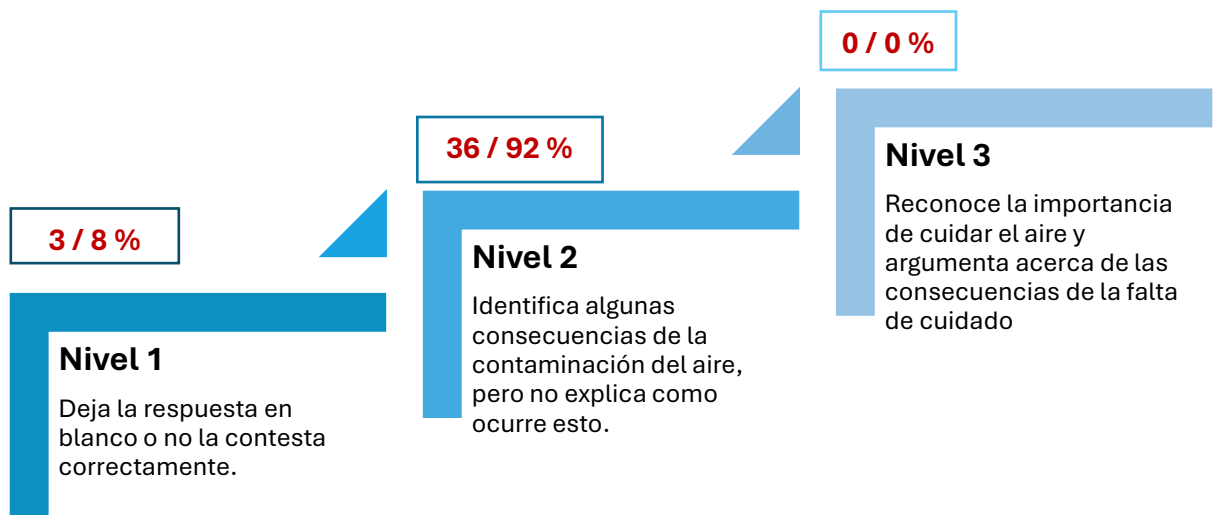 3 / 8 %
Nivel 1
Deja la respuesta en
blanco o no la contesta
correctamente.
36 / 92 %
Nivel 2
Identifica algunas
consecuencias de la
contaminación del aire,
pero no explica como
ocurre esto.
0 / 0 %
Nivel 3
Reconoce la importancia
de cuidar el aire y
argumenta acerca de las
consecuencias de la falta
de cuidado